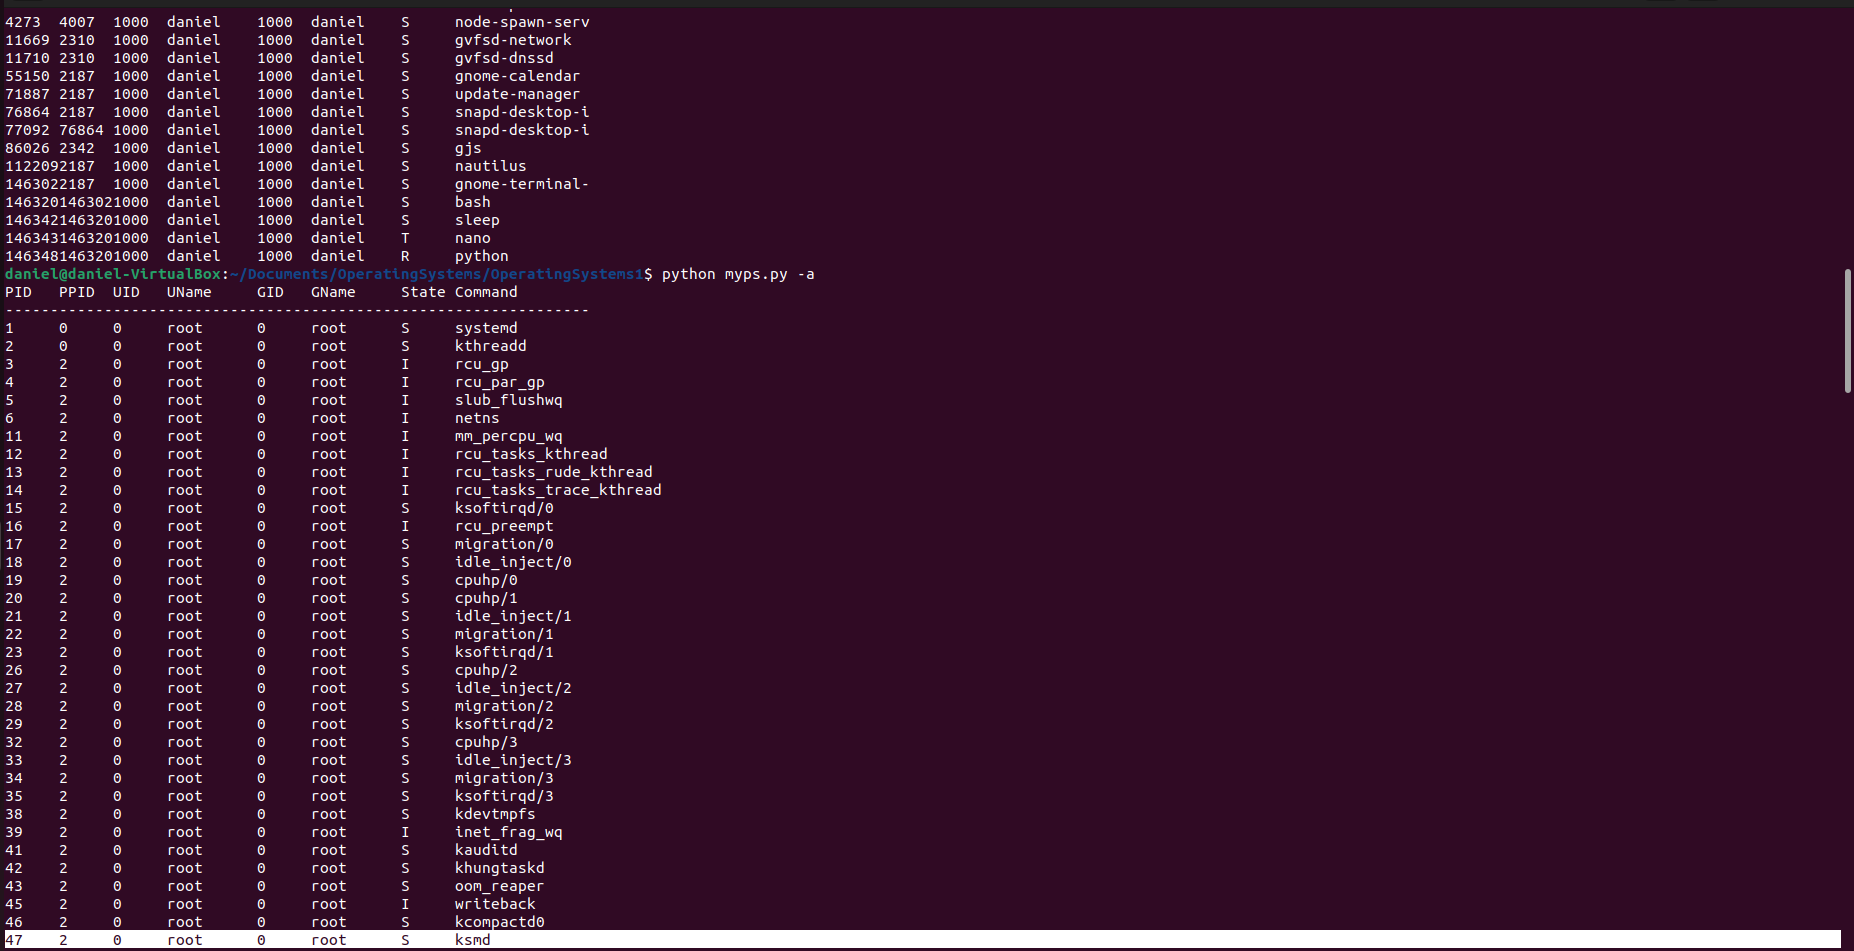 4273  4007  1000  daniel    1000  daniel    S     node-spawn-serv
11669 2310  1000  daniel    1000  daniel    S     gvfsd-network
11710 2310  1000  daniel    1000  daniel    S     gvfsd-dnssd
55150 2187  1000  daniel    1000  daniel    S     gnome-calendar
71887 2187  1000  daniel    1000  daniel    S     update-manager
76864 2187  1000  daniel    1000  daniel    S     snapd-desktop-i
77092 76864 1000  daniel    1000  daniel    S     snapd-desktop-i
86026 2342  1000  daniel    1000  daniel    S     gjs
1122092187  1000  daniel    1000  daniel    S     nautilus
1463022187  1000  daniel    1000  daniel    S     gnome-terminal-
1463201463021000  daniel    1000  daniel    S     bash
1463421463201000  daniel    1000  daniel    S     sleep
1463431463201000  daniel    1000  daniel    T     nano
1463481463201000  daniel    1000  daniel    R     python
daniel@daniel-VirtualBox:~/Documents/OperatingSystems/OperatingSystems1$ python myps.py -a
PID   PPID  UID   UName     GID   GName     State Command
-----------------------------------------------------------------
1     0     0     root      0     root      S     systemd
2     0     0     root      0     root      S     kthreadd
3     2     0     root      0     root      I     rcu_gp
4     2     0     root      0     root      I     rcu_par_gp
5     2     0     root      0     root      I     slub_flushwq
6     2     0     root      0     root      I     netns
11    2     0     root      0     root      I     mm_percpu_wq
12    2     0     root      0     root      I     rcu_tasks_kthread
13    2     0     root      0     root      I     rcu_tasks_rude_kthread
14    2     0     root      0     root      I     rcu_tasks_trace_kthread
15    2     0     root      0     root      S     ksoftirqd/0
16    2     0     root      0     root      I     rcu_preempt
17    2     0     root      0     root      S     migration/0
18    2     0     root      0     root      S     idle_inject/0
19    2     0     root      0     root      S     cpuhp/0
20    2     0     root      0     root      S     cpuhp/1
21    2     0     root      0     root      S     idle_inject/1
22    2     0     root      0     root      S     migration/1
23    2     0     root      0     root      S     ksoftirqd/1
26    2     0     root      0     root      S     cpuhp/2
27    2     0     root      0     root      S     idle_inject/2
28    2     0     root      0     root      S     migration/2
29    2     0     root      0     root      S     ksoftirqd/2
32    2     0     root      0     root      S     cpuhp/3
33    2     0     root      0     root      S     idle_inject/3
34    2     0     root      0     root      S     migration/3
35    2     0     root      0     root      S     ksoftirqd/3
38    2     0     root      0     root      S     kdevtmpfs
39    2     0     root      0     root      I     inet_frag_wq
41    2     0     root      0     root      S     kauditd
42    2     0     root      0     root      S     khungtaskd
43    2     0     root      0     root      S     oom_reaper
45    2     0     root      0     root      I     writeback
46    2     0     root      0     root      S     kcompactd0
47    2     0     root      0     root      S     ksmd